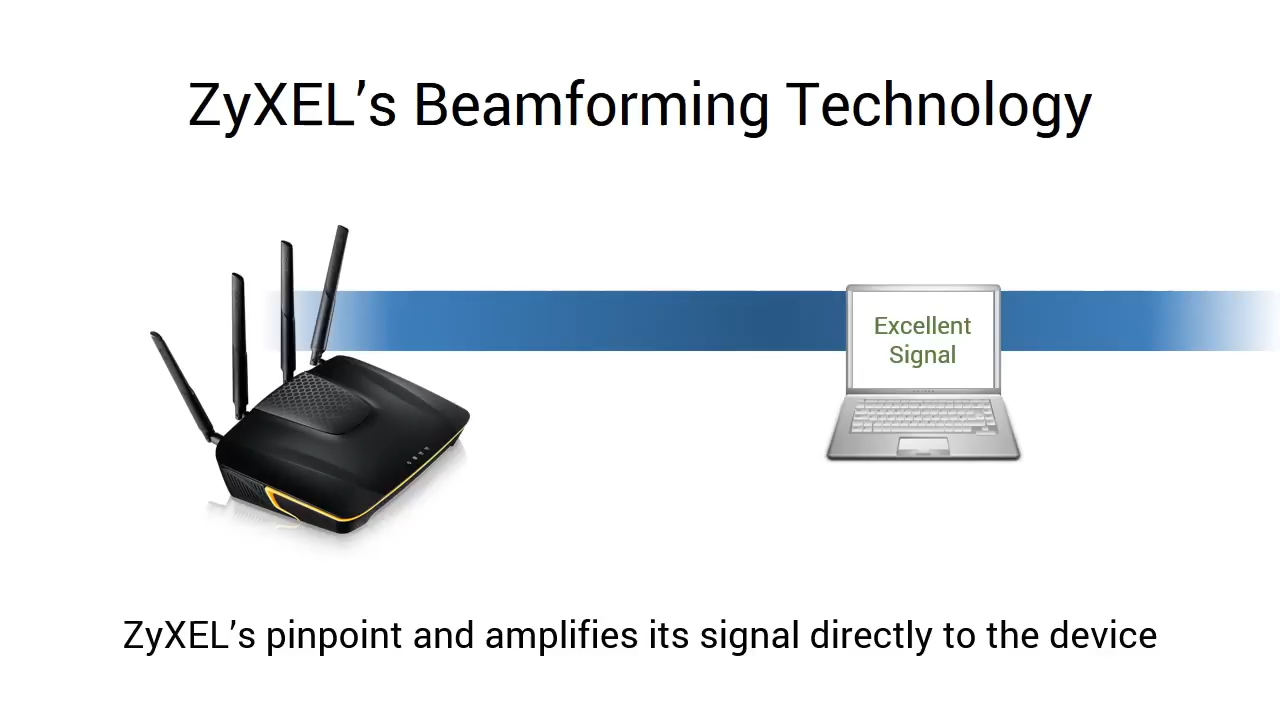 ZyXEL’s Beamforming Technology
Excellent
Signal
ZyXEL’s pinpoint and amplifies its signal directly to the device